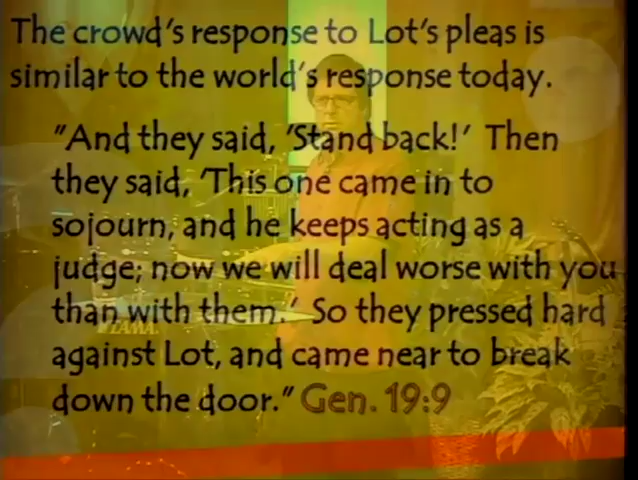 The crowd's response to Lot's pleas is
similar to the world's response today.
"And they said, 'Stand back!' Then
they said, 'This one came in to
sojourn, and he keeps acting as a
judge; now we will deal worse with you
than with them.' So they pressed hard
against Lot, and came near to break
down the door." Gen. 19:9
TAMA